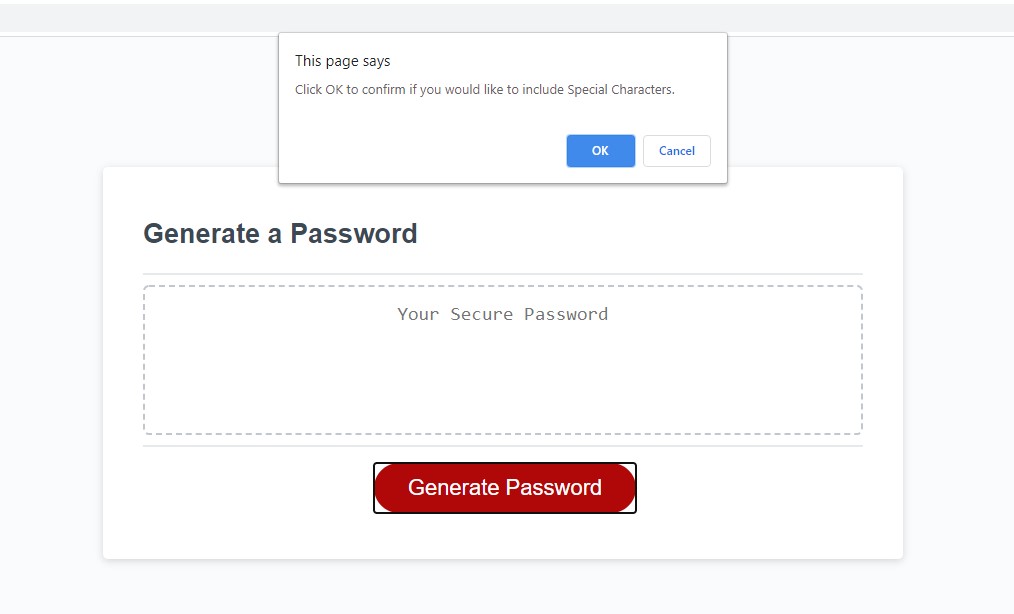 This page says
Click OK to confirm if you would like to include Special Characters.
OK
Cancel
Generate a Password
Your Secure Password
Generate Password